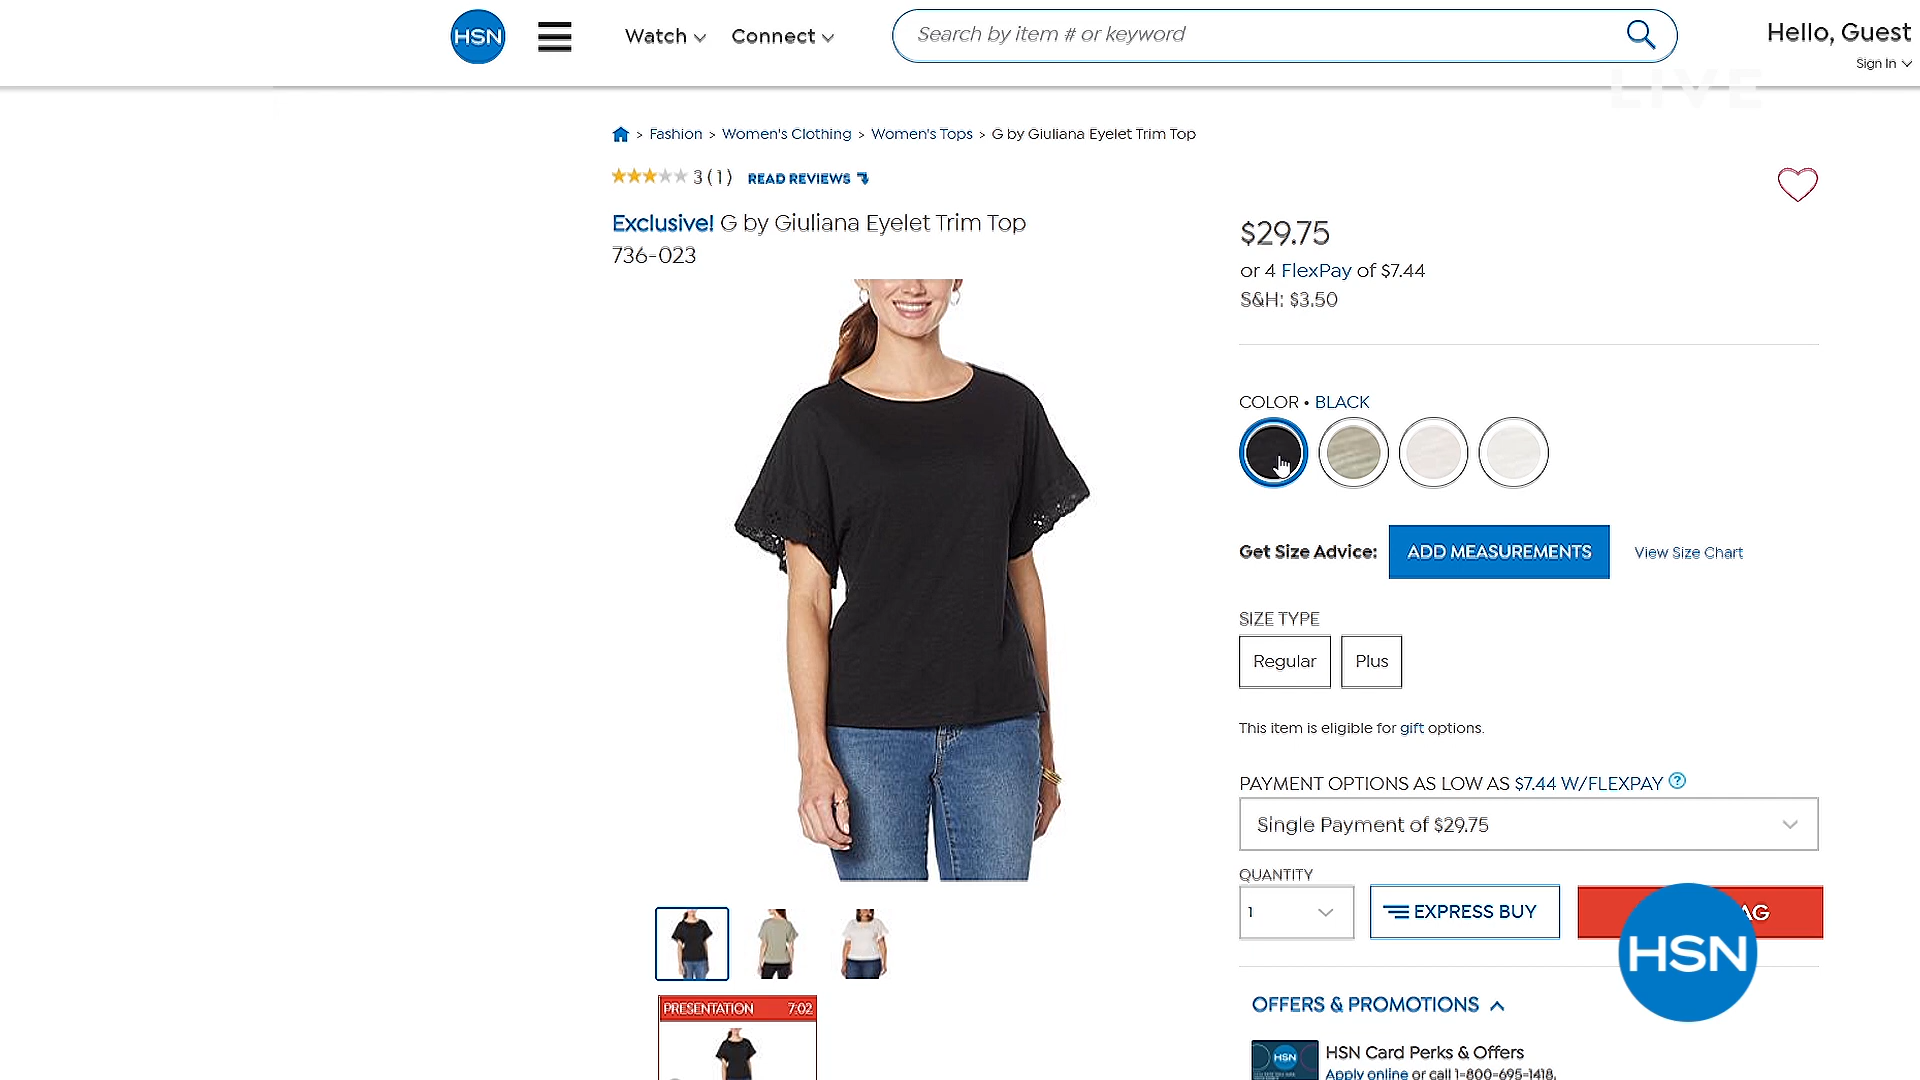 HSN
Watch
Connect
Search by item # or keyword
Hello, Guest
Sign In
LIVE
> Fashion > Women's Clothing > Women's Tops > G by Giuliana Eyelet Trim Top
3 (1) READ REVIEWS
Exclusive! G by Giuliana Eyelet Trim Top
736-023
$29.75
or 4 FlexPay of $7.44
S&H: $3.50
COLOR • BLACK
Get Size Advice: ADD MEASUREMENTS View Size Chart
SIZE TYPE
Regular Plus
This item is eligible for gift options.
PAYMENT OPTIONS AS LOW AS $7.44 W/FLEXPAY ?
Single Payment of $29.75
QUANTITY
1 EXPRESS BUY AG
HSN
PRESENTATION 7:02
OFFERS & PROMOTIONS
HSN
HSN Card Perks & Offers
Apply online or call 1-800-695-1418.